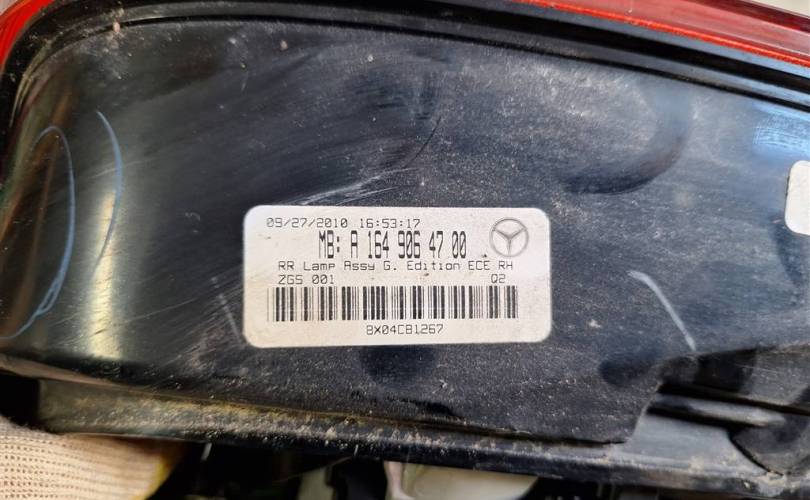 09/27/2010 16:53:17
MB: A 164 906 47 00
RR Lamp Assy G. Edition ECE RH
ZGS 001 Q2
8X04CB1267